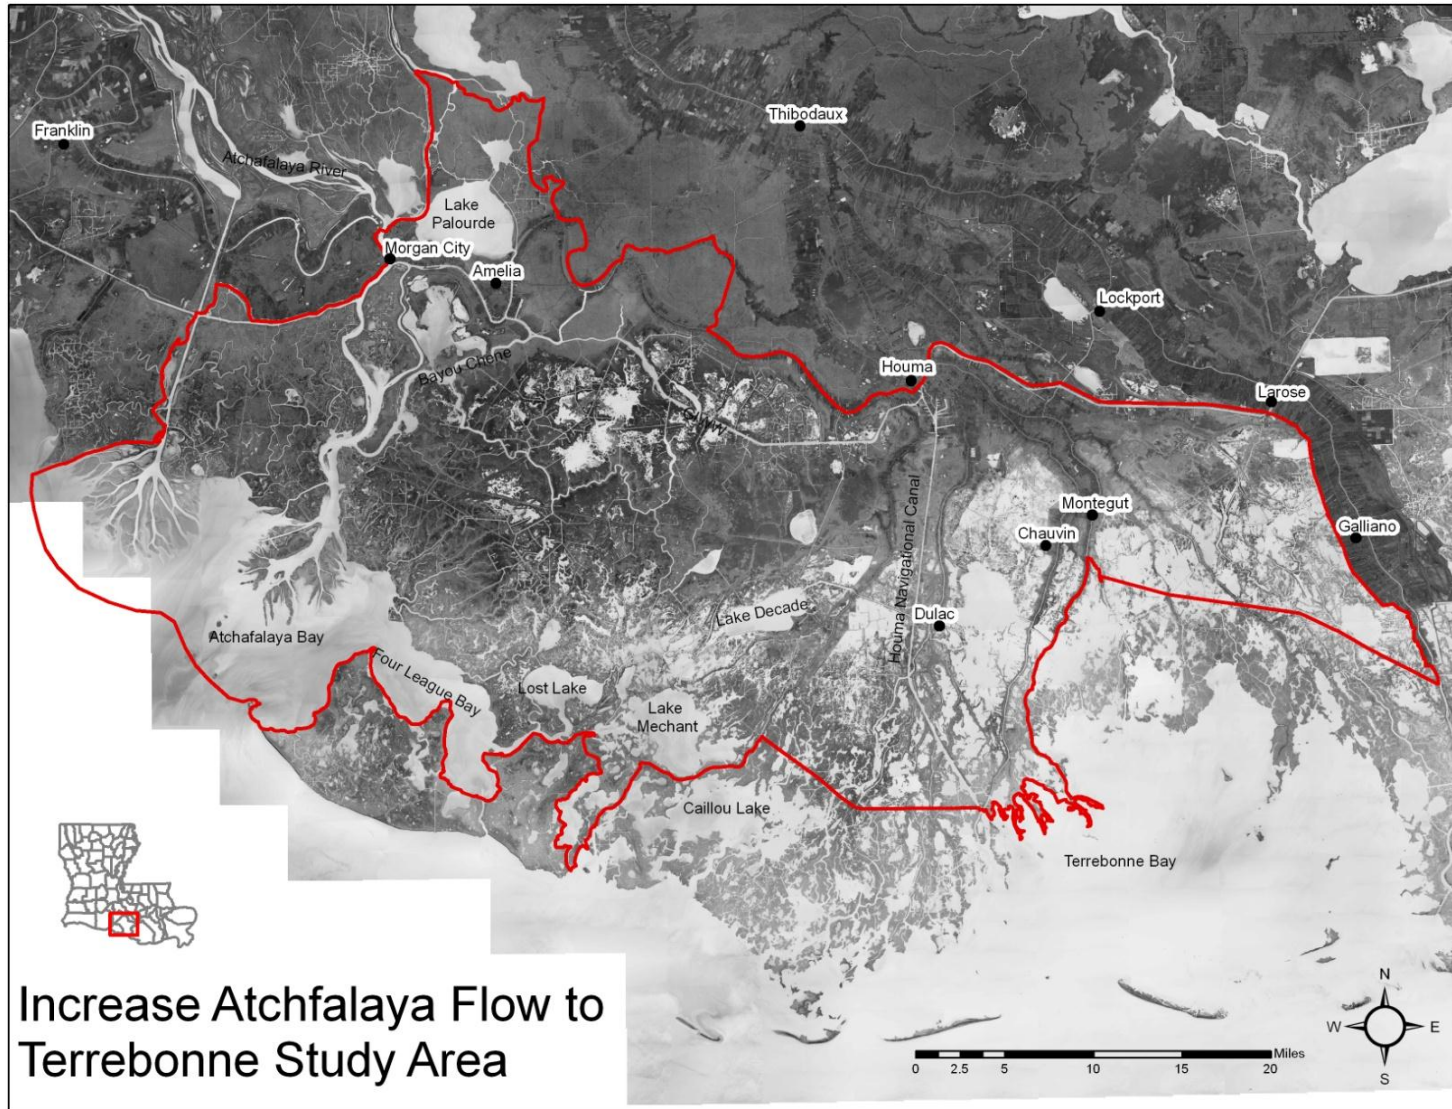 Franklin
Thibodaux
Atchafalaya River
Lake
Palourde
Morgan City
Amelia
Lockport
Bayou Chene
Houma
Larose
GIWW
Houma Navigational Canal
Montegut
Chauvin
Galliano
Lake Decade
Dulac
Atchafalaya Bay
Four League Bay
Lost Lake
Lake
Mechant
Caillou Lake
Terrebonne Bay
Increase Atchfalaya Flow to
Terrebonne Study Area
N
W
E
S
Miles
0
2.5
5
10
15
20